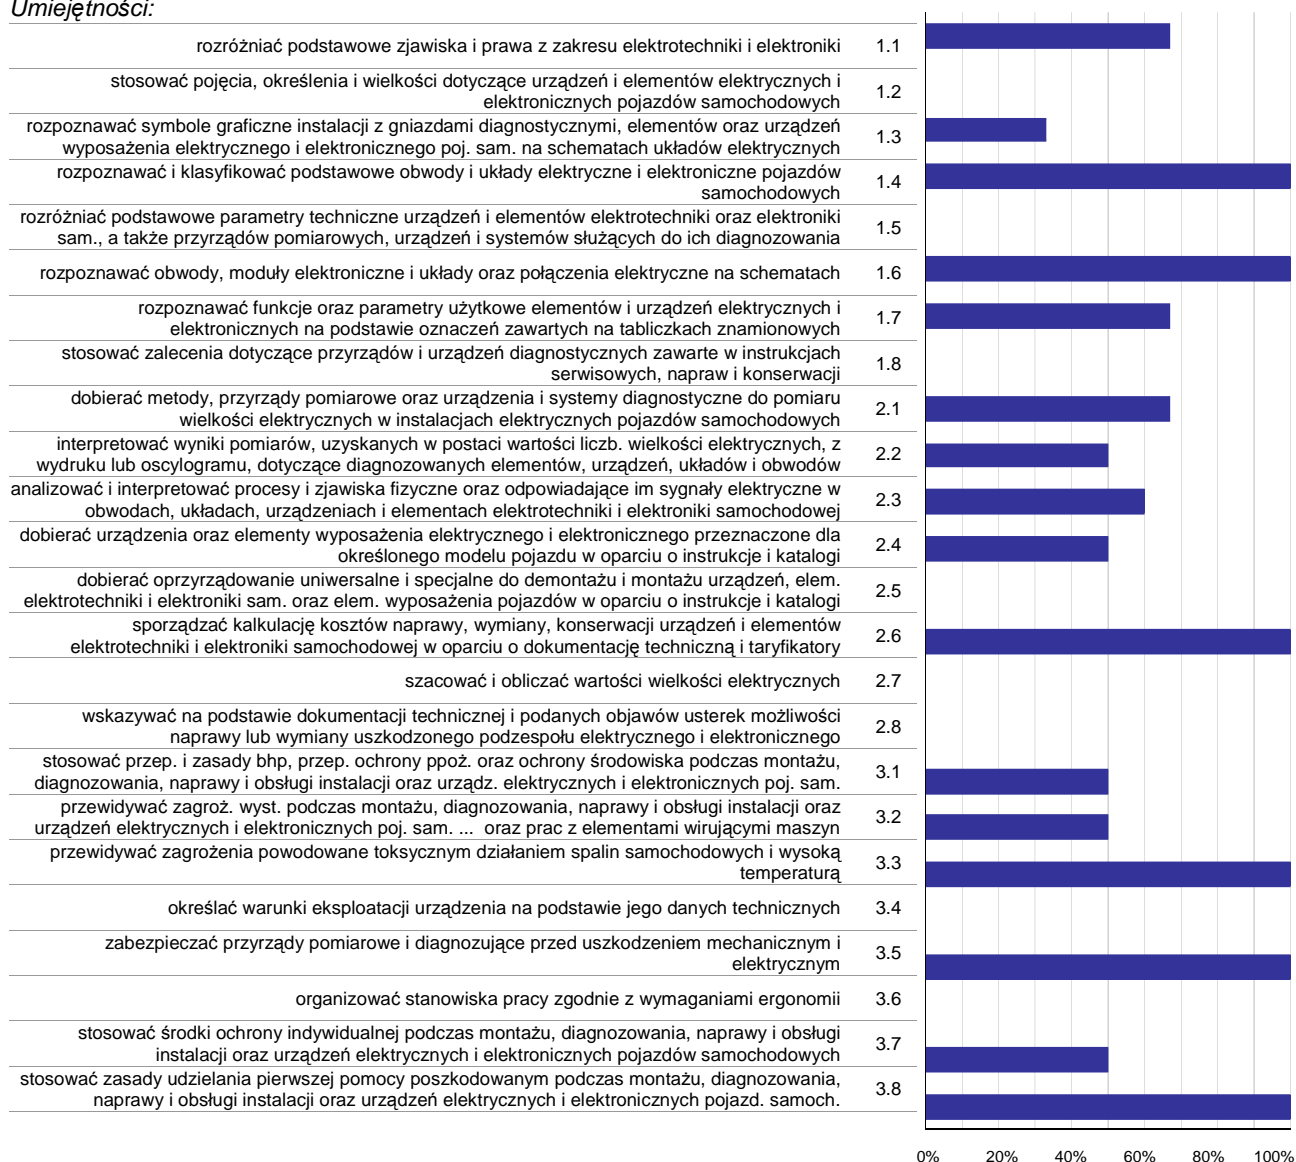 Umiejętności:
rozróżniać podstawowe zjawiska i prawa z zakresu elektrotechniki i elektroniki 1.1
stosować pojęcia, określenia i wielkości dotyczące urządzeń i elementów elektrycznych i
elektronicznych pojazdów samochodowych 1.2
rozpoznawać symbole graficzne instalacji z gniazdami diagnostycznymi, elementów oraz urządzeń
wyposażenia elektrycznego i elektronicznego poj. sam. na schematach układów elektrycznych 1.3
rozpoznawać i klasyfikować podstawowe obwody i układy elektryczne i elektroniczne pojazdów
samochodowych 1.4
rozróżniać podstawowe parametry techniczne urządzeń i elementów elektrotechniki oraz elektroniki
sam., a także przyrządów pomiarowych, urządzeń i systemów służących do ich diagnozowania 1.5
rozpoznawać obwody, moduły elektroniczne i układy oraz połączenia elektryczne na schematach 1.6
rozpoznawać funkcje oraz parametry użytkowe elementów i urządzeń elektrycznych i
elektronicznych na podstawie oznaczeń zawartych na tabliczkach znamionowych 1.7
stosować zalecenia dotyczące przyrządów i urządzeń diagnostycznych zawarte w instrukcjach
serwisowych, napraw i konserwacji 1.8
dobierać metody, przyrządy pomiarowe oraz urządzenia i systemy diagnostyczne do pomiaru
wielkości elektrycznych w instalacjach elektrycznych pojazdów samochodowych 2.1
interpretować wyniki pomiarów, uzyskanych w postaci wartości liczb. wielkości elektrycznych, z
wydruku lub oscylogramu, dotyczące diagnozowanych elementów, urządzeń, układów i obwodów 2.2
analizować i interpretować procesy i zjawiska fizyczne oraz odpowiadające im sygnały elektryczne w
obwodach, układach, urządzeniach i elementach elektrotechniki i elektroniki samochodowej 2.3
dobierać urządzenia oraz elementy wyposażenia elektrycznego i elektronicznego przeznaczone dla
określonego modelu pojazdu w oparciu o instrukcje i katalogi 2.4
dobierać oprzyrządowanie uniwersalne i specjalne do demontażu i montażu urządzeń, elem.
elektrotechniki i elektroniki sam. oraz elem. wyposażenia pojazdów w oparciu o instrukcje i katalogi 2.5
sporządzać kalkulację kosztów naprawy, wymiany, konserwacji urządzeń i elementów
elektrotechniki i elektroniki samochodowej w oparciu o dokumentację techniczną i taryfikatory 2.6
szacować i obliczać wartości wielkości elektrycznych 2.7
wskazywać na podstawie dokumentacji technicznej i podanych objawów usterek możliwości
naprawy lub wymiany uszkodzonego podzespołu elektrycznego i elektronicznego 2.8
stosować przep. i zasady bhp, przep. ochrony ppoż. oraz ochrony środowiska podczas montażu,
diagnozowania, naprawy i obsługi instalacji oraz urządz. elektrycznych i elektronicznych poj. sam. 3.1
przewidywać zagroż. wyst. podczas montażu, diagnozowania, naprawy i obsługi instalacji oraz
urządzeń elektrycznych i elektronicznych poj. sam. ... oraz prac z elementami wirującymi maszyn 3.2
przewidywać zagrożenia powodowane toksycznym działaniem spalin samochodowych i wysoką
temperaturą 3.3
określać warunki eksploatacji urządzenia na podstawie jego danych technicznych 3.4
zabezpieczać przyrządy pomiarowe i diagnozujące przed uszkodzeniem mechanicznym i
elektrycznym 3.5
organizować stanowiska pracy zgodnie z wymaganiami ergonomii 3.6
stosować środki ochrony indywidualnej podczas montażu, diagnozowania, naprawy i obsługi
instalacji oraz urządzeń elektrycznych i elektronicznych pojazdów samochodowych 3.7
stosować zasady udzielania pierwszej pomocy poszkodowanym podczas montażu, diagnozowania,
naprawy i obsługi instalacji oraz urządzeń elektrycznych i elektronicznych pojazd. samoch. 3.8
0% 20% 40% 60% 80% 100%